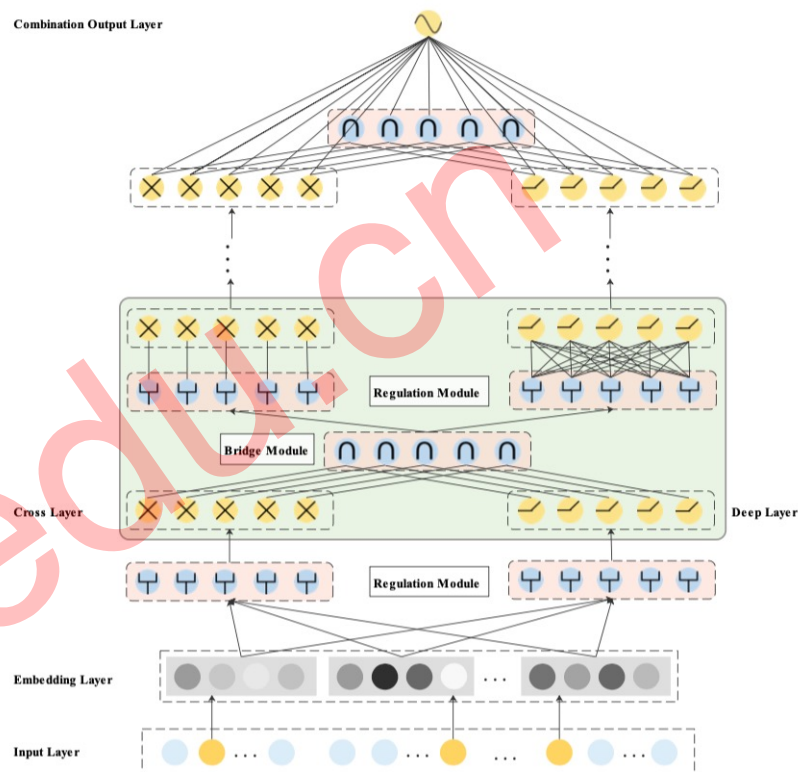 Combination Output Layer
Regulation Module
Bridge Module
Cross Layer
Deep Layer
Regulation Module
Embedding Layer
Input Layer
edu.cn